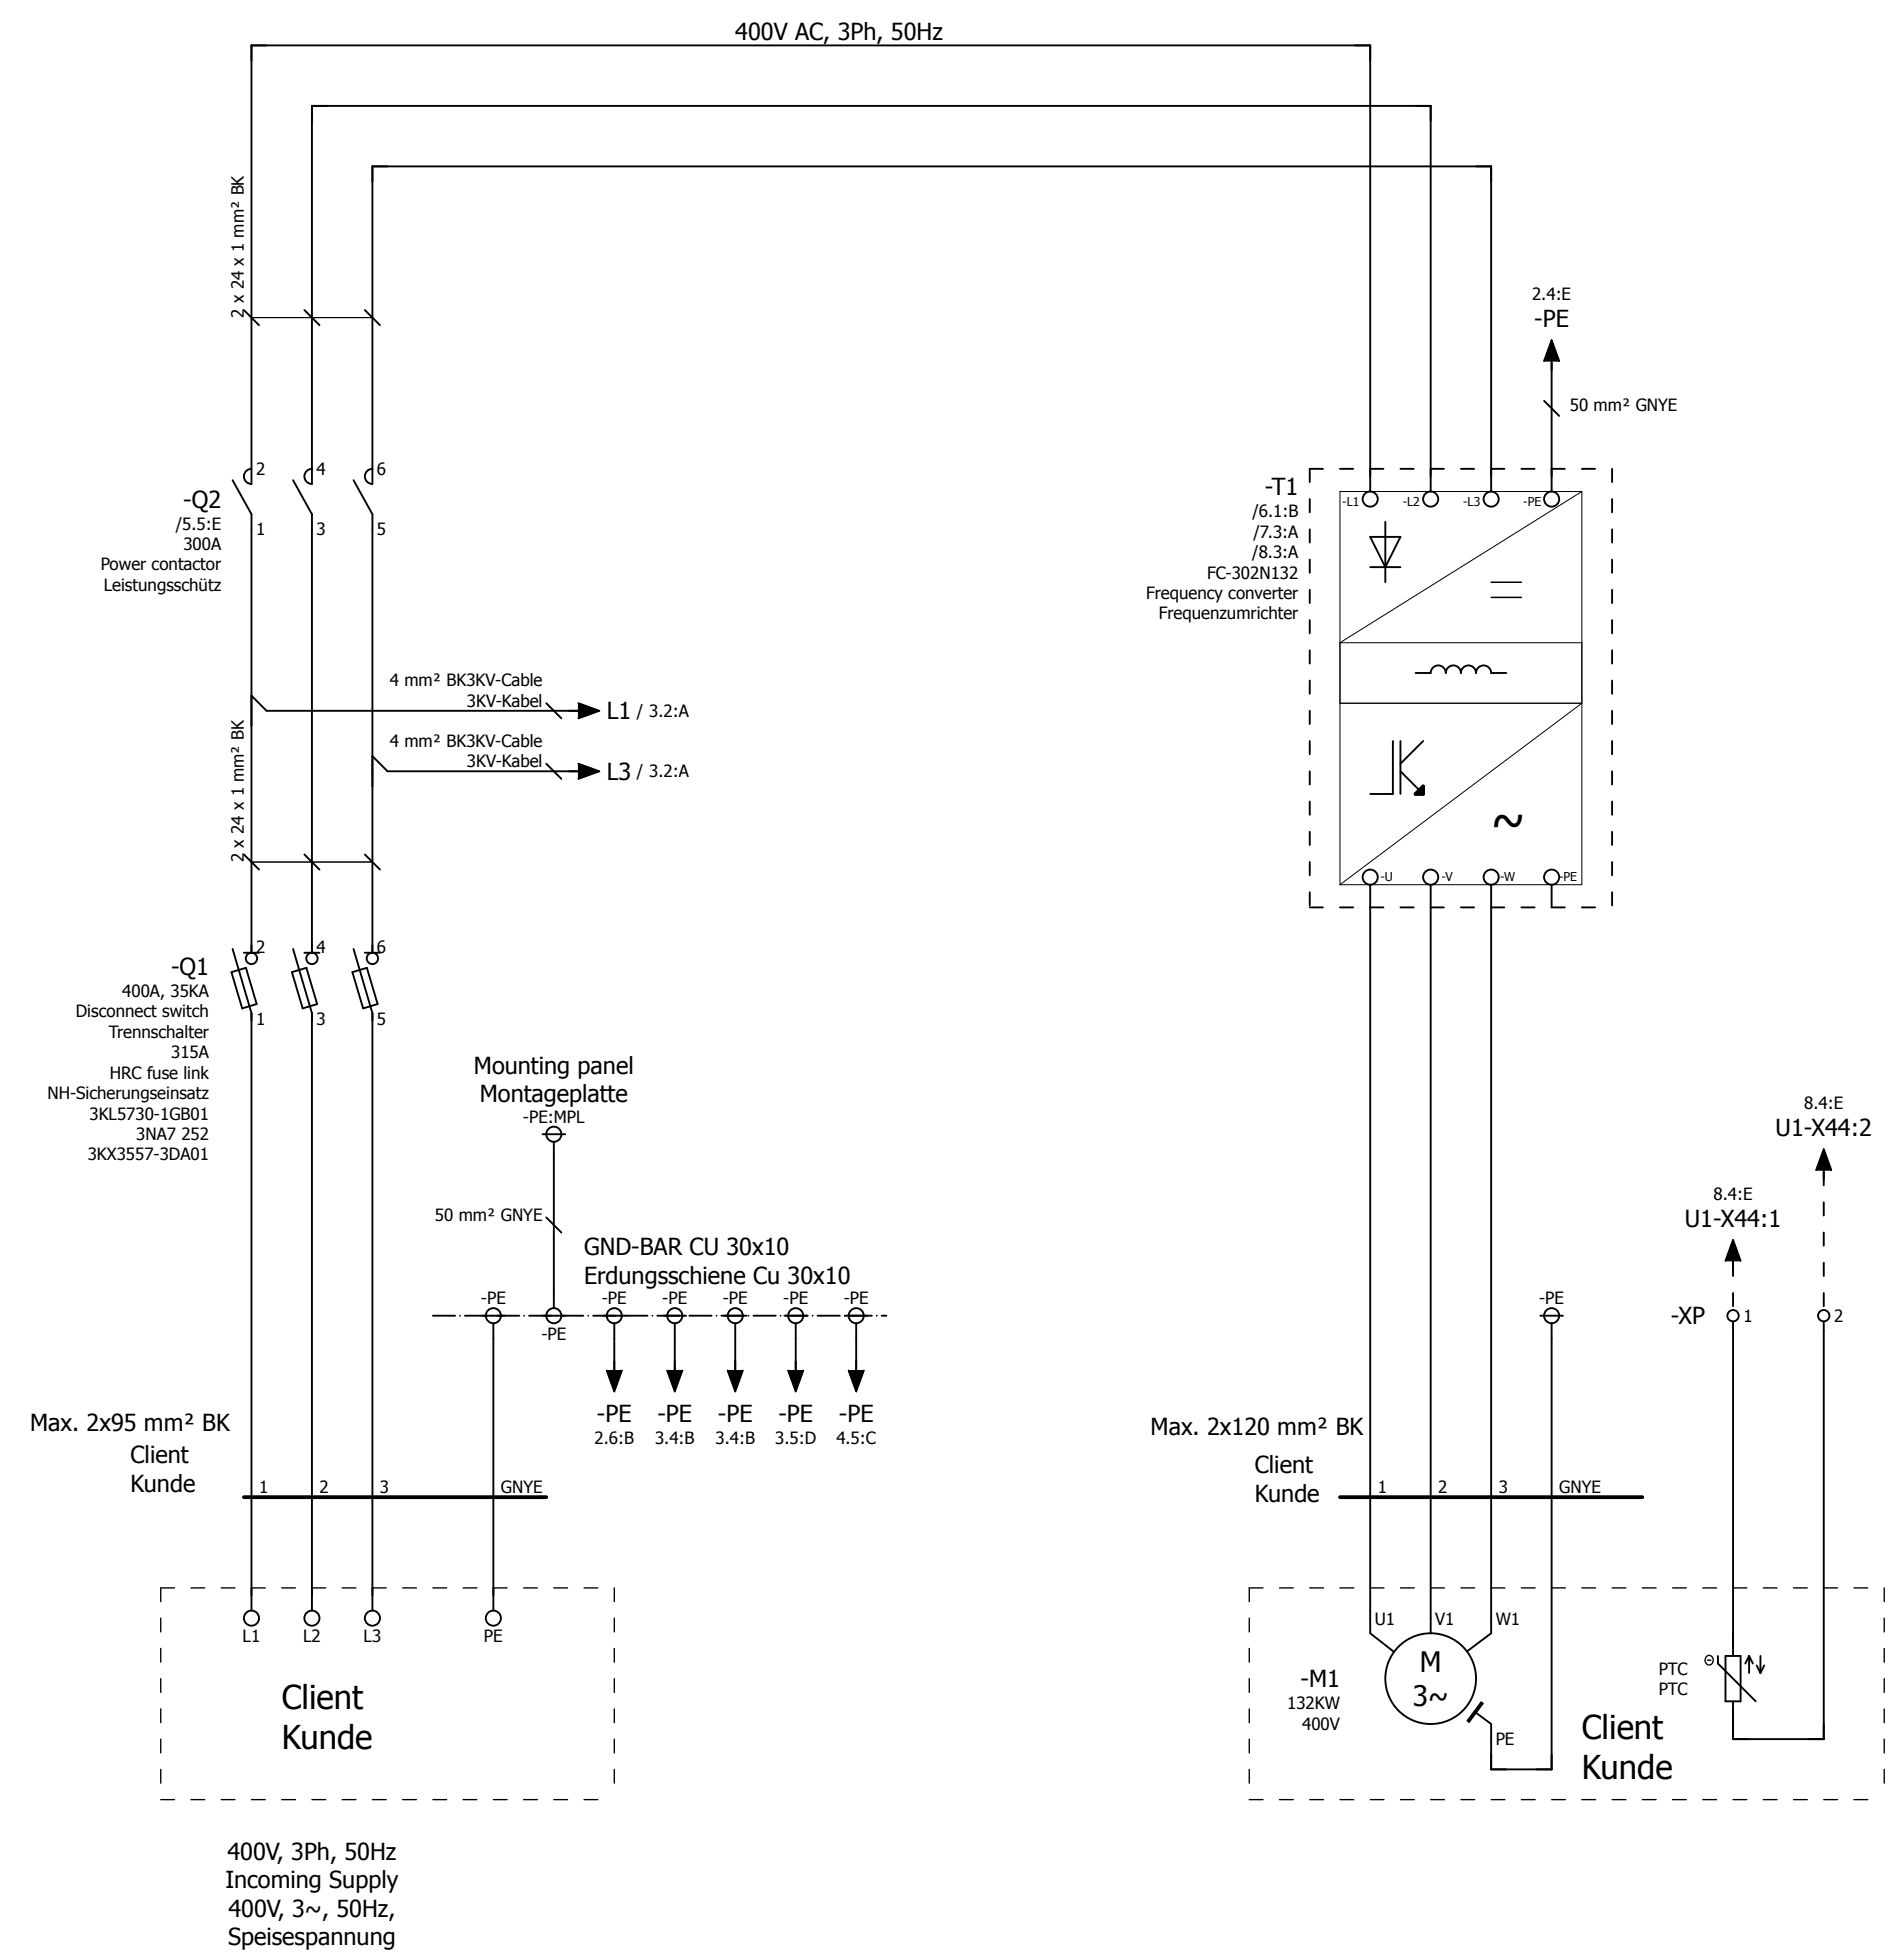 400V AC, 3Ph, 50Hz
2 x 24 x 1 mm² BK
2.4:E
-PE
50 mm² GNYE
2
4
6
-Q2
/5.5:E
300A
Power contactor
Leistungsschütz
1
3
5
-T1
/6.1:B
/7.3:A
/8.3:A
FC-302N132
Frequency converter
Frequenzumrichter
-L1
-L2
-L3
-PE
~
-U
-V
-W
-PE
4 mm² BK3KV-Cable
3KV-Kabel
L1 / 3.2:A
4 mm² BK3KV-Cable
3KV-Kabel
L3 / 3.2:A
2 x 24 x 1 mm² BK
2
4
6
-Q1
400A, 35KA
Disconnect switch
Trennschalter
315A
HRC fuse link
NH-Sicherungseinsatz
3KL5730-1GB01
3NA7 252
3KX3557-3DA01
1
3
5
Mounting panel
Montageplatte
-PE:MPL
50 mm² GNYE
GND-BAR CU 30x10
Erdungsschiene Cu 30x10
-PE
-PE
-PE
-PE
-PE
-PE
-PE
-PE
2.6:B
-PE
3.4:B
-PE
3.4:B
-PE
3.5:D
-PE
4.5:C
8.4:E
U1-X44:2
8.4:E
U1-X44:1
-PE
-XP
1
2
Max. 2x95 mm² BK
Client
Kunde
1
2
3
GNYE
Max. 2x120 mm² BK
Client
Kunde
1
2
3
GNYE
L1
L2
L3
PE
Client
Kunde
U1
V1
W1
M
3~
-M1
132KW
400V
PE
Θ
PTC
PTC
Client
Kunde
400V, 3Ph, 50Hz
Incoming Supply
400V, 3~, 50Hz,
Speisespannung